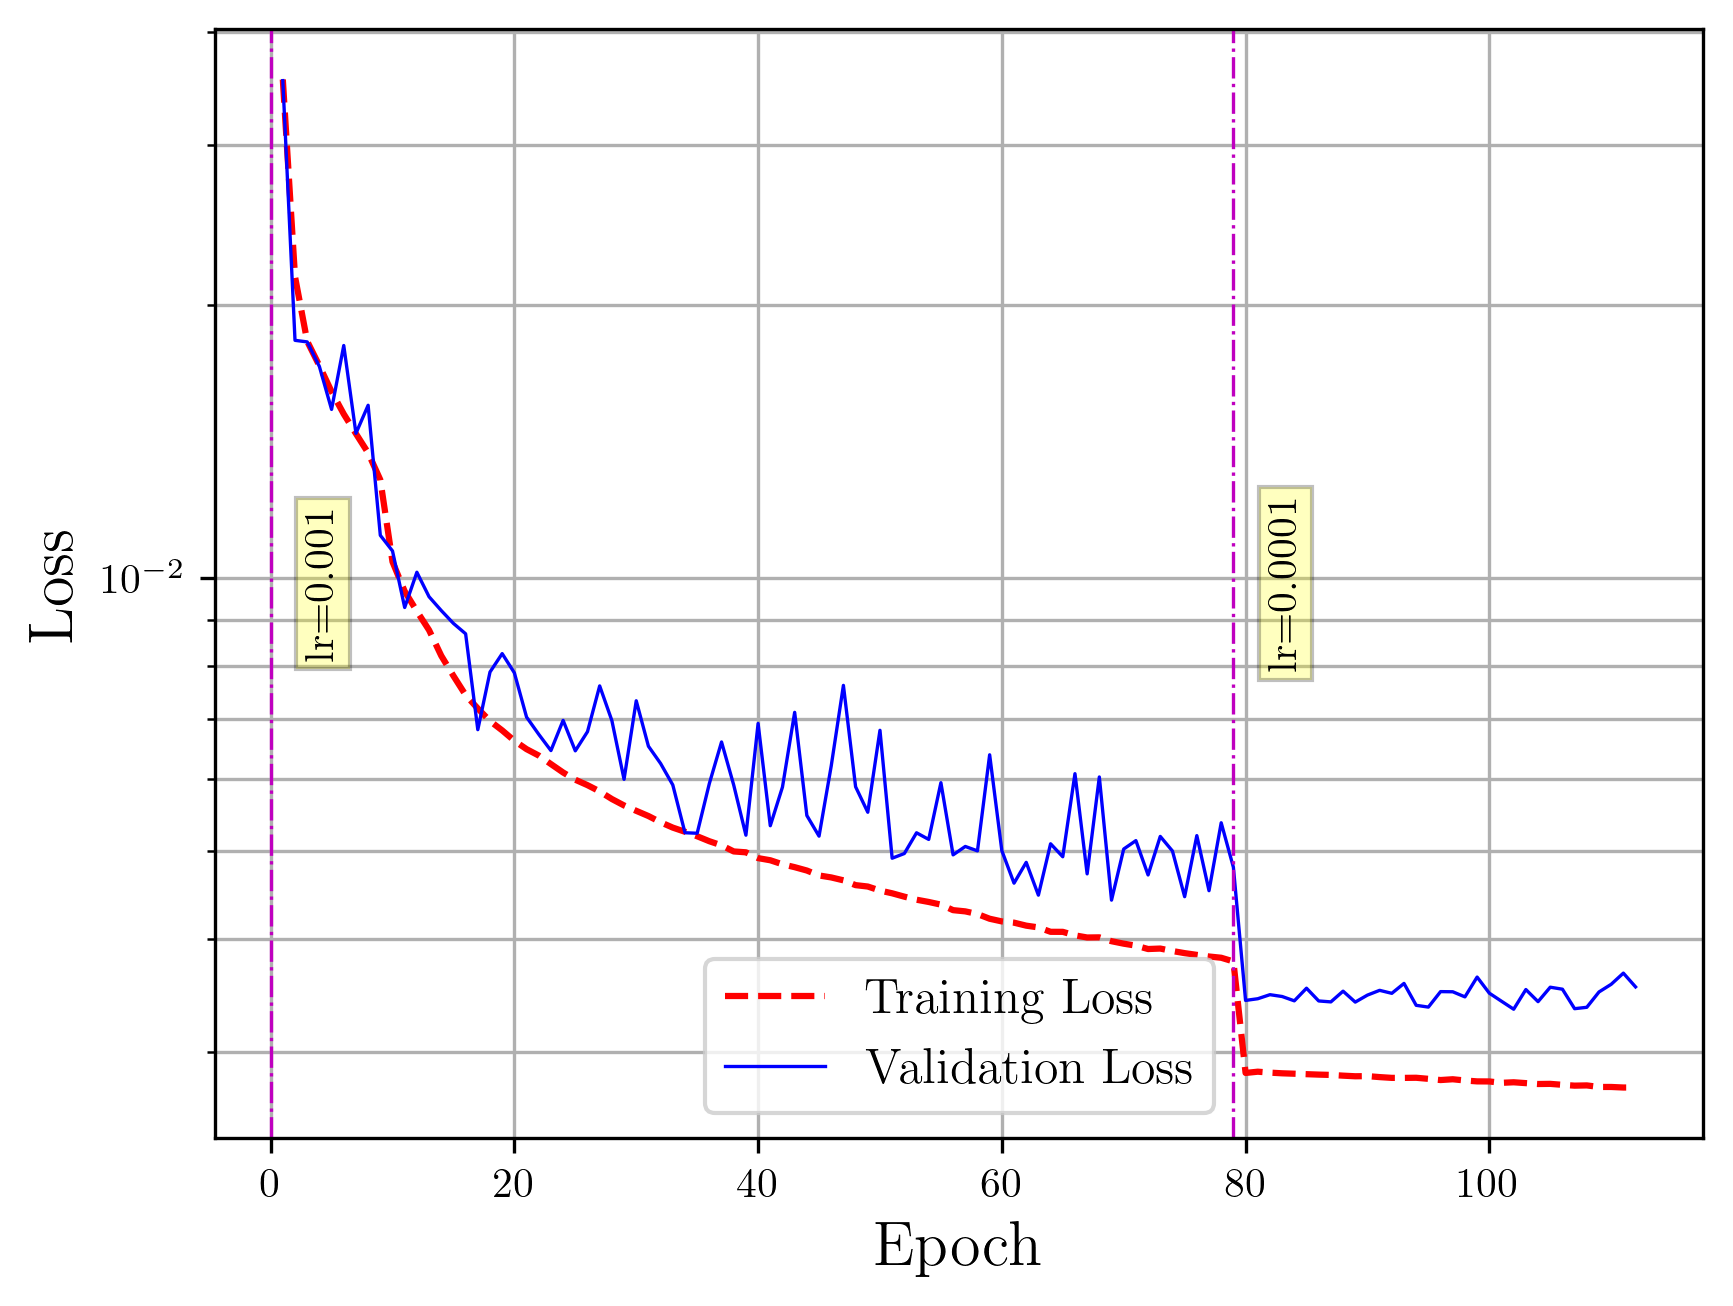 Loss
10⁻²
lr=0.001
lr=0.0001
Training Loss
Validation Loss
0 20 40 60 80 100
Epoch